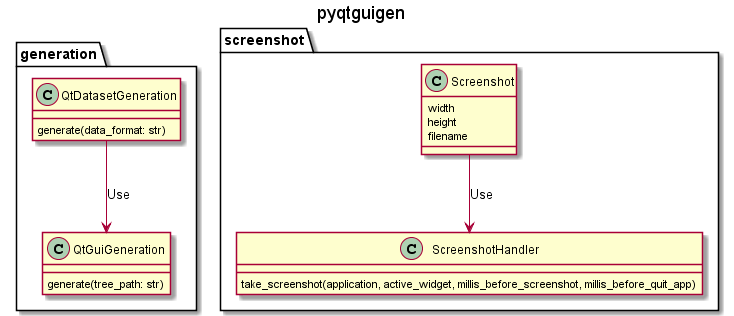 pyqtguigen
generation
C QtDatasetGeneration
generate(data_format: str)
Use
C QtGuiGeneration
generate(tree_path: str)
screenshot
C Screenshot
width
height
filename
Use
C ScreenshotHandler
take_screenshot(application, active_widget, millis_before_screenshot, millis_before_quit_app)